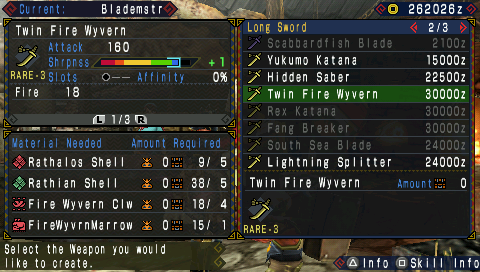 Current: Blademstr
262026z
Twin Fire Wyvern
Attack 160
Shrpnss +1
RARE-3
Slots ●-- Affinity 0%
Fire 18
L 1/3 R
Material Needed Amount Required
Rathalos Shell 0 9/ 5
Rathian Shell 0 38/ 5
Fire Wyvern Clw 0 18/ 4
FireWyvrnMarrow 0 15/ 1
Select the Weapon you would
like to create.
Long Sword 2/3
Scabbardfish Blade 2100z
Yukumo Katana 15000z
Hidden Saber 22500z
Twin Fire Wyvern 30000z
Rex Katana 30000z
Fang Breaker 30000z
South Sea Blade 24000z
Lightning Splitter 24000z
Twin Fire Wyvern Amount 0
RARE-3
Info Skill Info